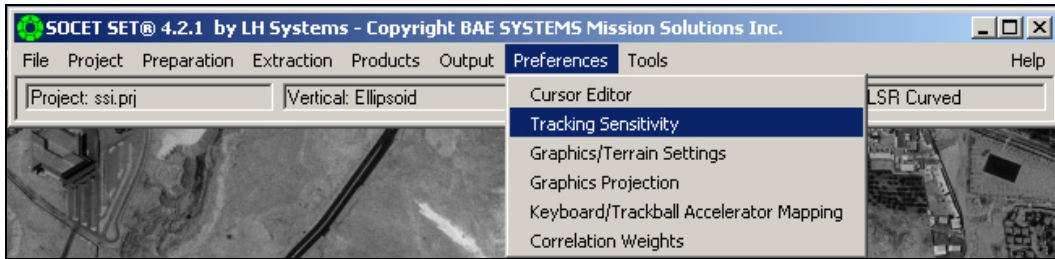 SOCET SET® 4.2.1 by LH Systems - Copyright BAE SYSTEMS Mission Solutions Inc.
File Project Preparation Extraction Products Output Preferences Tools Help
Project: ssi.prj Vertical: Ellipsoid LSR Curved
Cursor Editor
Tracking Sensitivity
Graphics/Terrain Settings
Graphics Projection
Keyboard/Trackball Accelerator Mapping
Correlation Weights